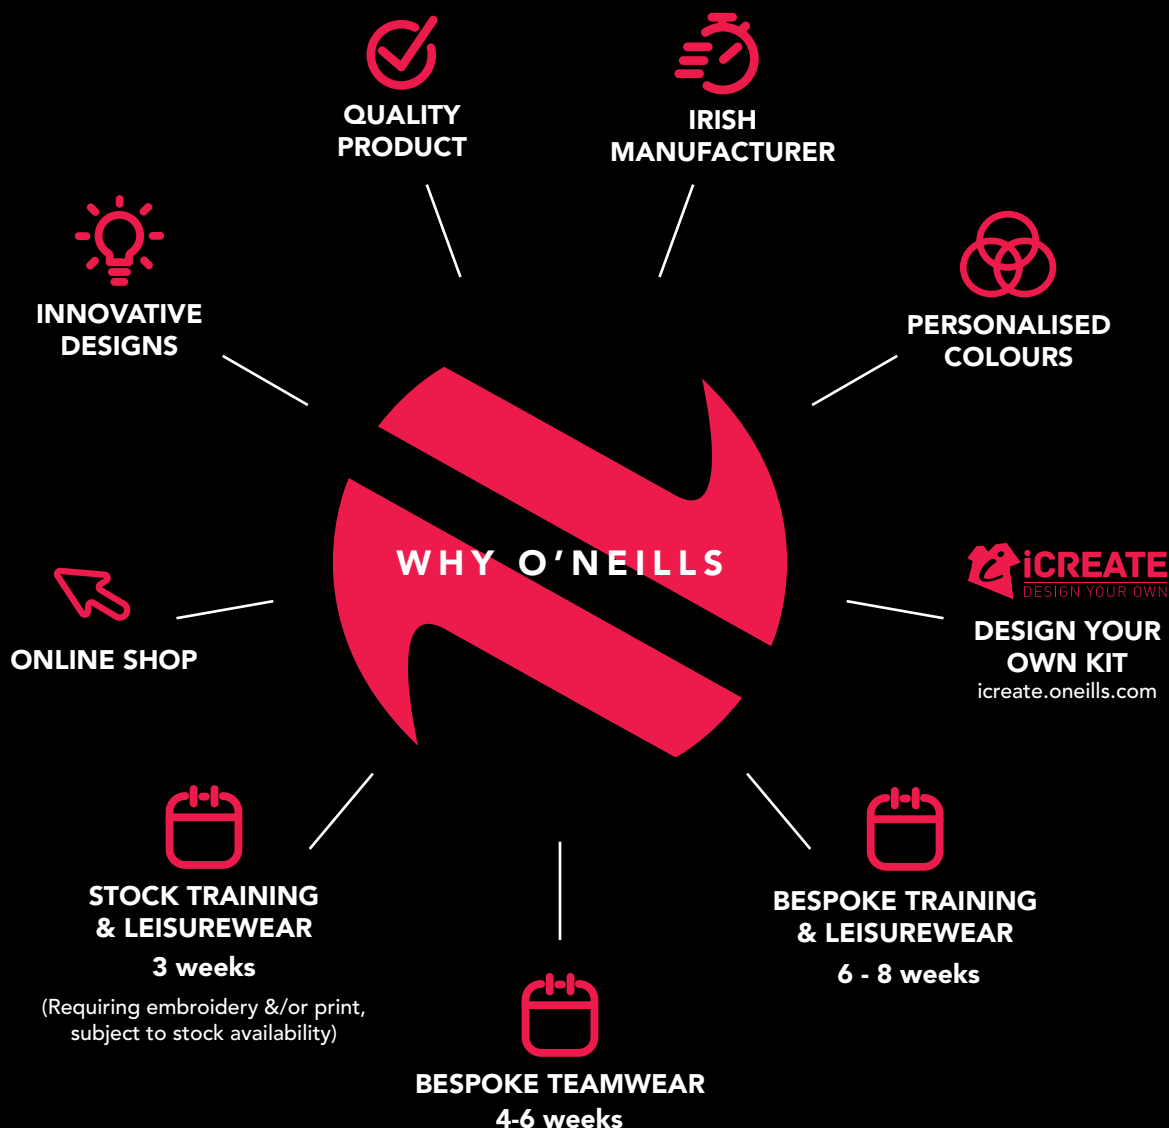 QUALITY
PRODUCT
IRISH
MANUFACTURER
INNOVATIVE
DESIGNS
PERSONALISED
COLOURS
WHY O'NEILLS
iCREATE
DESIGN YOUR OWN
DESIGN YOUR
OWN KIT
icreate.oneills.com
ONLINE SHOP
STOCK TRAINING
& LEISUREWEAR
3 weeks
(Requiring embroidery &/or print,
subject to stock availability)
BESPOKE TRAINING
& LEISUREWEAR
6 - 8 weeks
BESPOKE TEAMWEAR
4-6 weeks